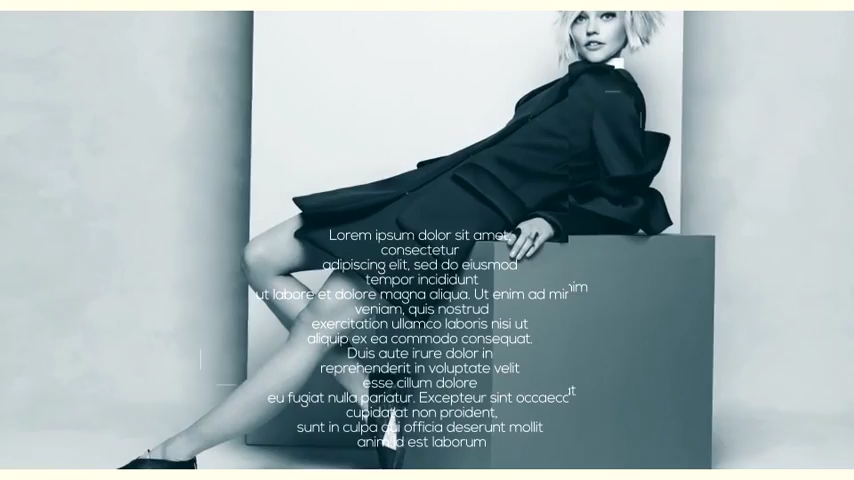 Lorem ipsum dolor sit amet,
consectetur
adipiscing elit, sed do eiusmod
tempor incididunt
ut labore et dolore magna aliqua. Ut enim ad minim
veniam, quis nostrud
exercitation ullamco laboris nisi ut
aliquip ex ea commodo consequat.
Duis aute irure dolor in
reprehenderit in voluptate velit
esse cillum dolore
eu fugiat nulla pariatur. Excepteur sint occaecat
cupidatat non proident,
sunt in culpa qui officia deserunt mollit
anim id est laborum